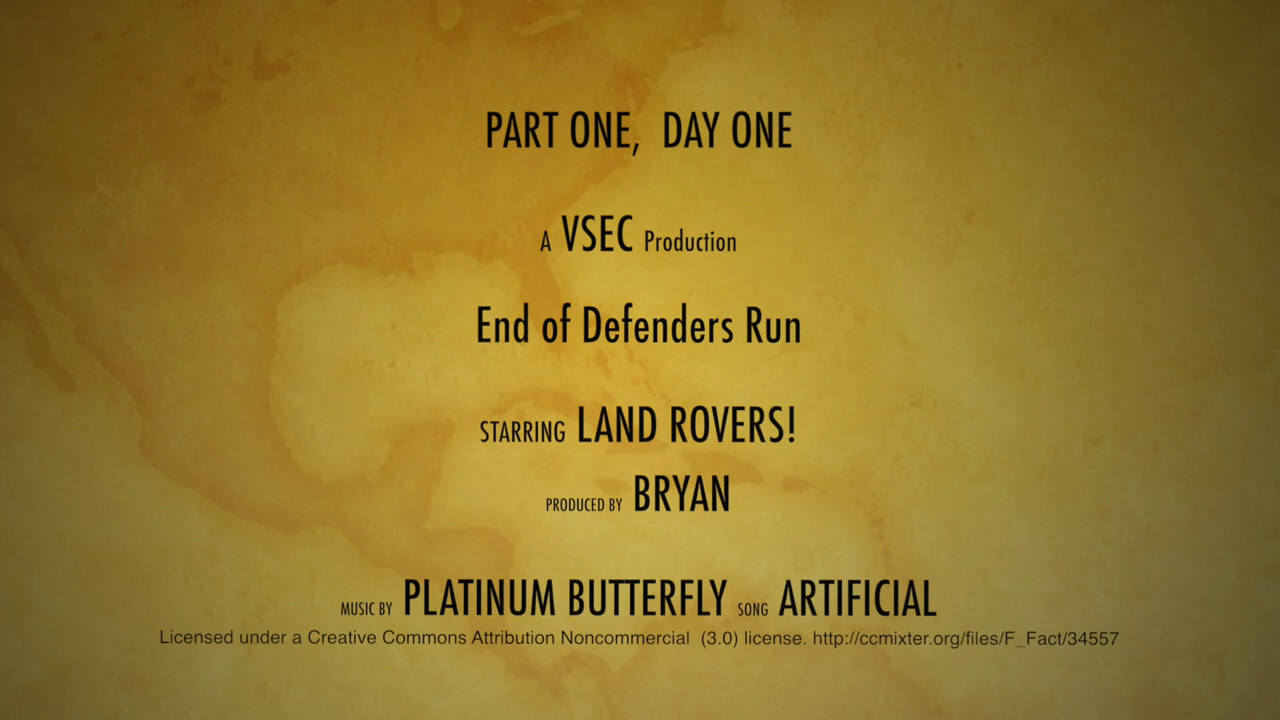 PART ONE, DAY ONE
A VSEC Production
End of Defenders Run
STARRING LAND ROVERS!
PRODUCED BY BRYAN
MUSIC BY PLATINUM BUTTERFLY SONG ARTIFICIAL
Licensed under a Creative Commons Attribution Noncommercial (3.0) license. http://ccmixter.org/files/F_Fact/34557